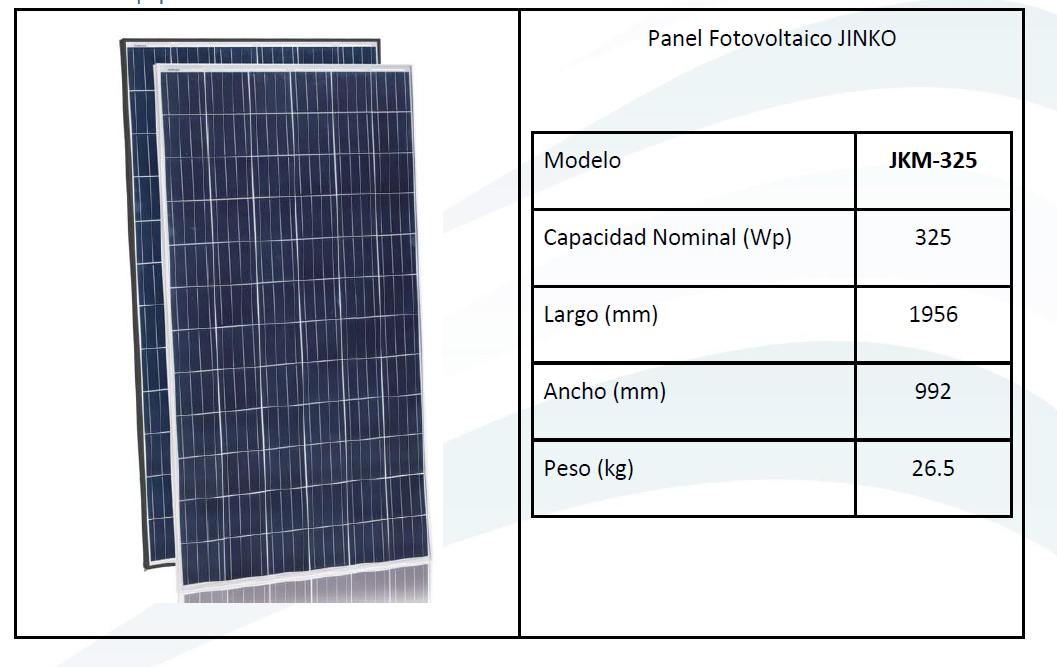 Panel Fotovoltaico JINKO
Modelo JKM-325
Capacidad Nominal (Wp) 325
Largo (mm) 1956
Ancho (mm) 992
Peso (kg) 26.5